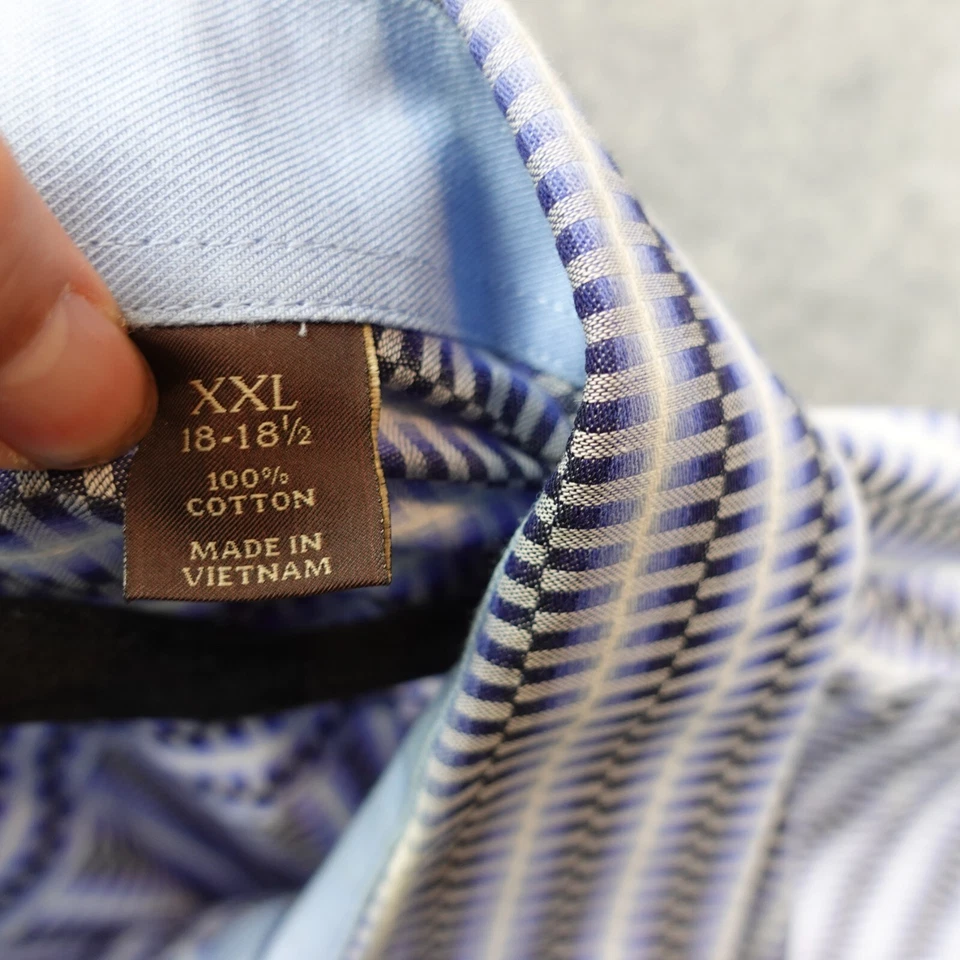 XXL
18-18½
100%
COTTON
MADE IN
VIETNAM